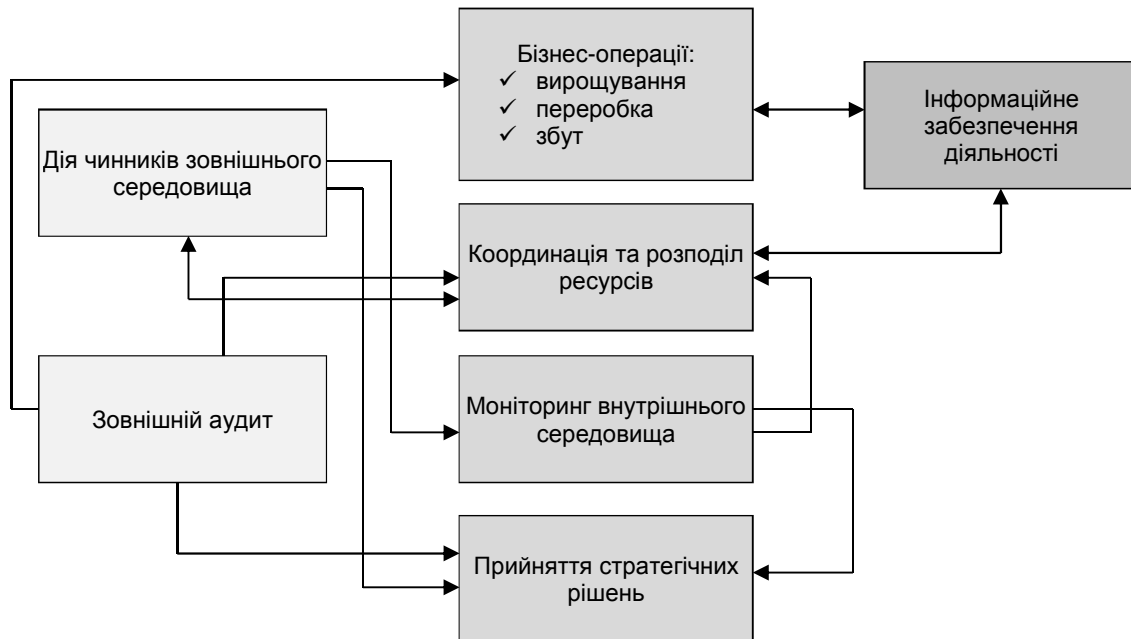 Бізнес-операції:
✓ вирощування
✓ переробка
✓ збут
Інформаційне
забезпечення
діяльності
Дія чинників зовнішнього
середовища
Координація та розподіл
ресурсів
Зовнішній аудит
Моніторинг внутрішнього
середовища
Прийняття стратегічних
рішень